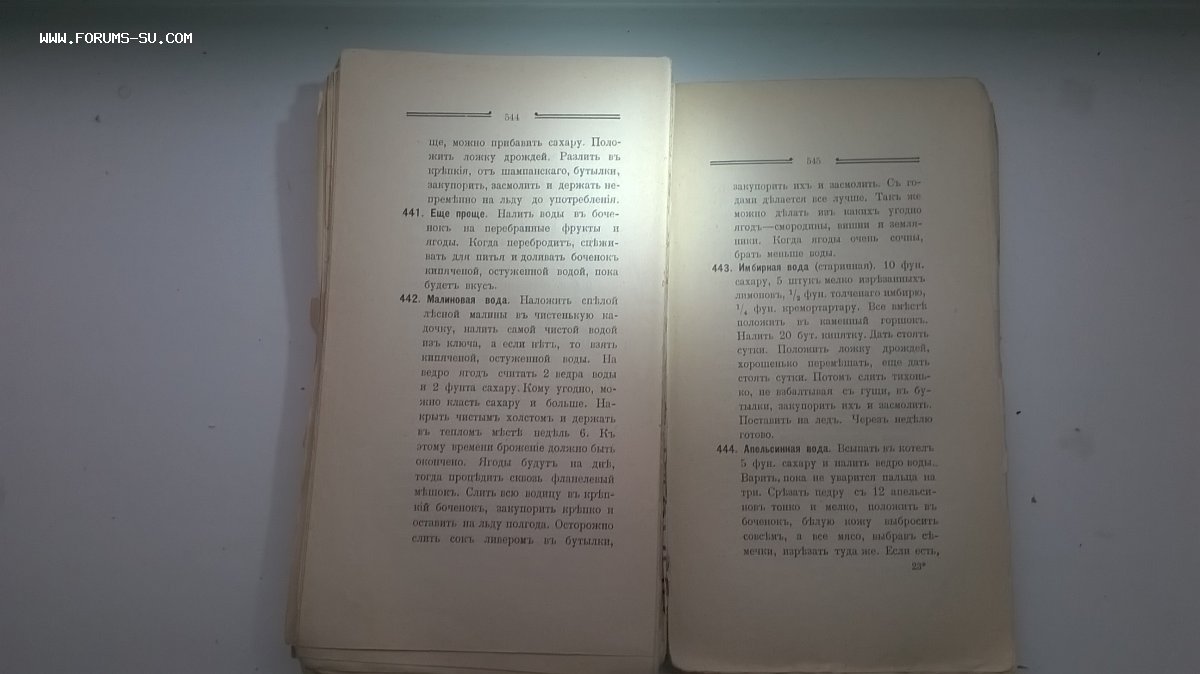 WWW.FORUMS-SU.COM
544
ще, можно прибавить сахару. Поло-
жить ложку дрождей. Разлить въ
крѣпкія, отъ шампанскаго, бутылки,
закупорить, засмолить и держать не-
премѣнно на льду до употребленія.
441. Еще проще. Налить воды въ боче-
нокъ на перебранные фрукты и
ягоды. Когда перебродитъ, сцѣжи-
вать для питья и доливать боченокъ
кипяченой, остуженной водой, пока
будетъ вкусъ.
442. Малиновая вода. Наложить спѣлой
лѣсной малины въ чистенькую ка-
дочку, налить самой чистой водой
изъ ключа, а если нѣтъ, то взять
кипяченой, остуженной воды. На
ведро ягодъ считать 2 ведра воды
и 2 фунта сахару. Кому угодно, мо-
жно класть сахару и больше. На-
крыть чистымъ холстомъ и держать
въ тепломъ мѣстѣ недѣль 6. Къ
этому времени броженіе должно быть
окончено. Ягоды будутъ на днѣ,
тогда процѣдить сквозь фланелевый
мѣшокъ. Слить всю водицу въ крѣп-
кій боченокъ, закупорить крѣпко и
оставить на льду полгода. Осторожно
слить сокъ ливеромъ въ бутылки,
545
закупорить ихъ и засмолить. Съ го-
дами дѣлается все лучше. Такъ же
можно дѣлать изъ какихъ угодно
ягодъ—смородины, вишни и земля-
ники. Когда ягоды очень сочны,
брать меньше воды.
443. Имбирная вода (старинная). 10 фун.
сахару, 5 штукъ мелко изрѣзанныхъ
лимоновъ, 1/2 фун. толченаго имбирю,
1/4 фун. кремортартару. Все вмѣстѣ
положить въ каменный горшокъ.
Налить 20 бут. кипятку. Дать стоять
сутки. Положить ложку дрождей,
хорошенько перемѣшать, еще дать
стоять сутки. Потомъ слить тихонь-
ко, не взбалтывая съ гущи, въ бу-
тылки, закупорить ихъ и засмолить.
Поставить на ледъ. Черезъ недѣлю
готово.
444. Апельсинная вода. Всыпать въ котелъ
5 фун. сахару и налить ведро воды.
Варить, пока не уварится пальца на
три. Срѣзать цедру съ 12 апельси-
новъ тонко и мелко, положить въ
боченокъ, бѣлую кожу выбросить
совсѣмъ, а все мясо, выбравъ сѣ-
мечки, изрѣзать туда же. Если есть,
23*